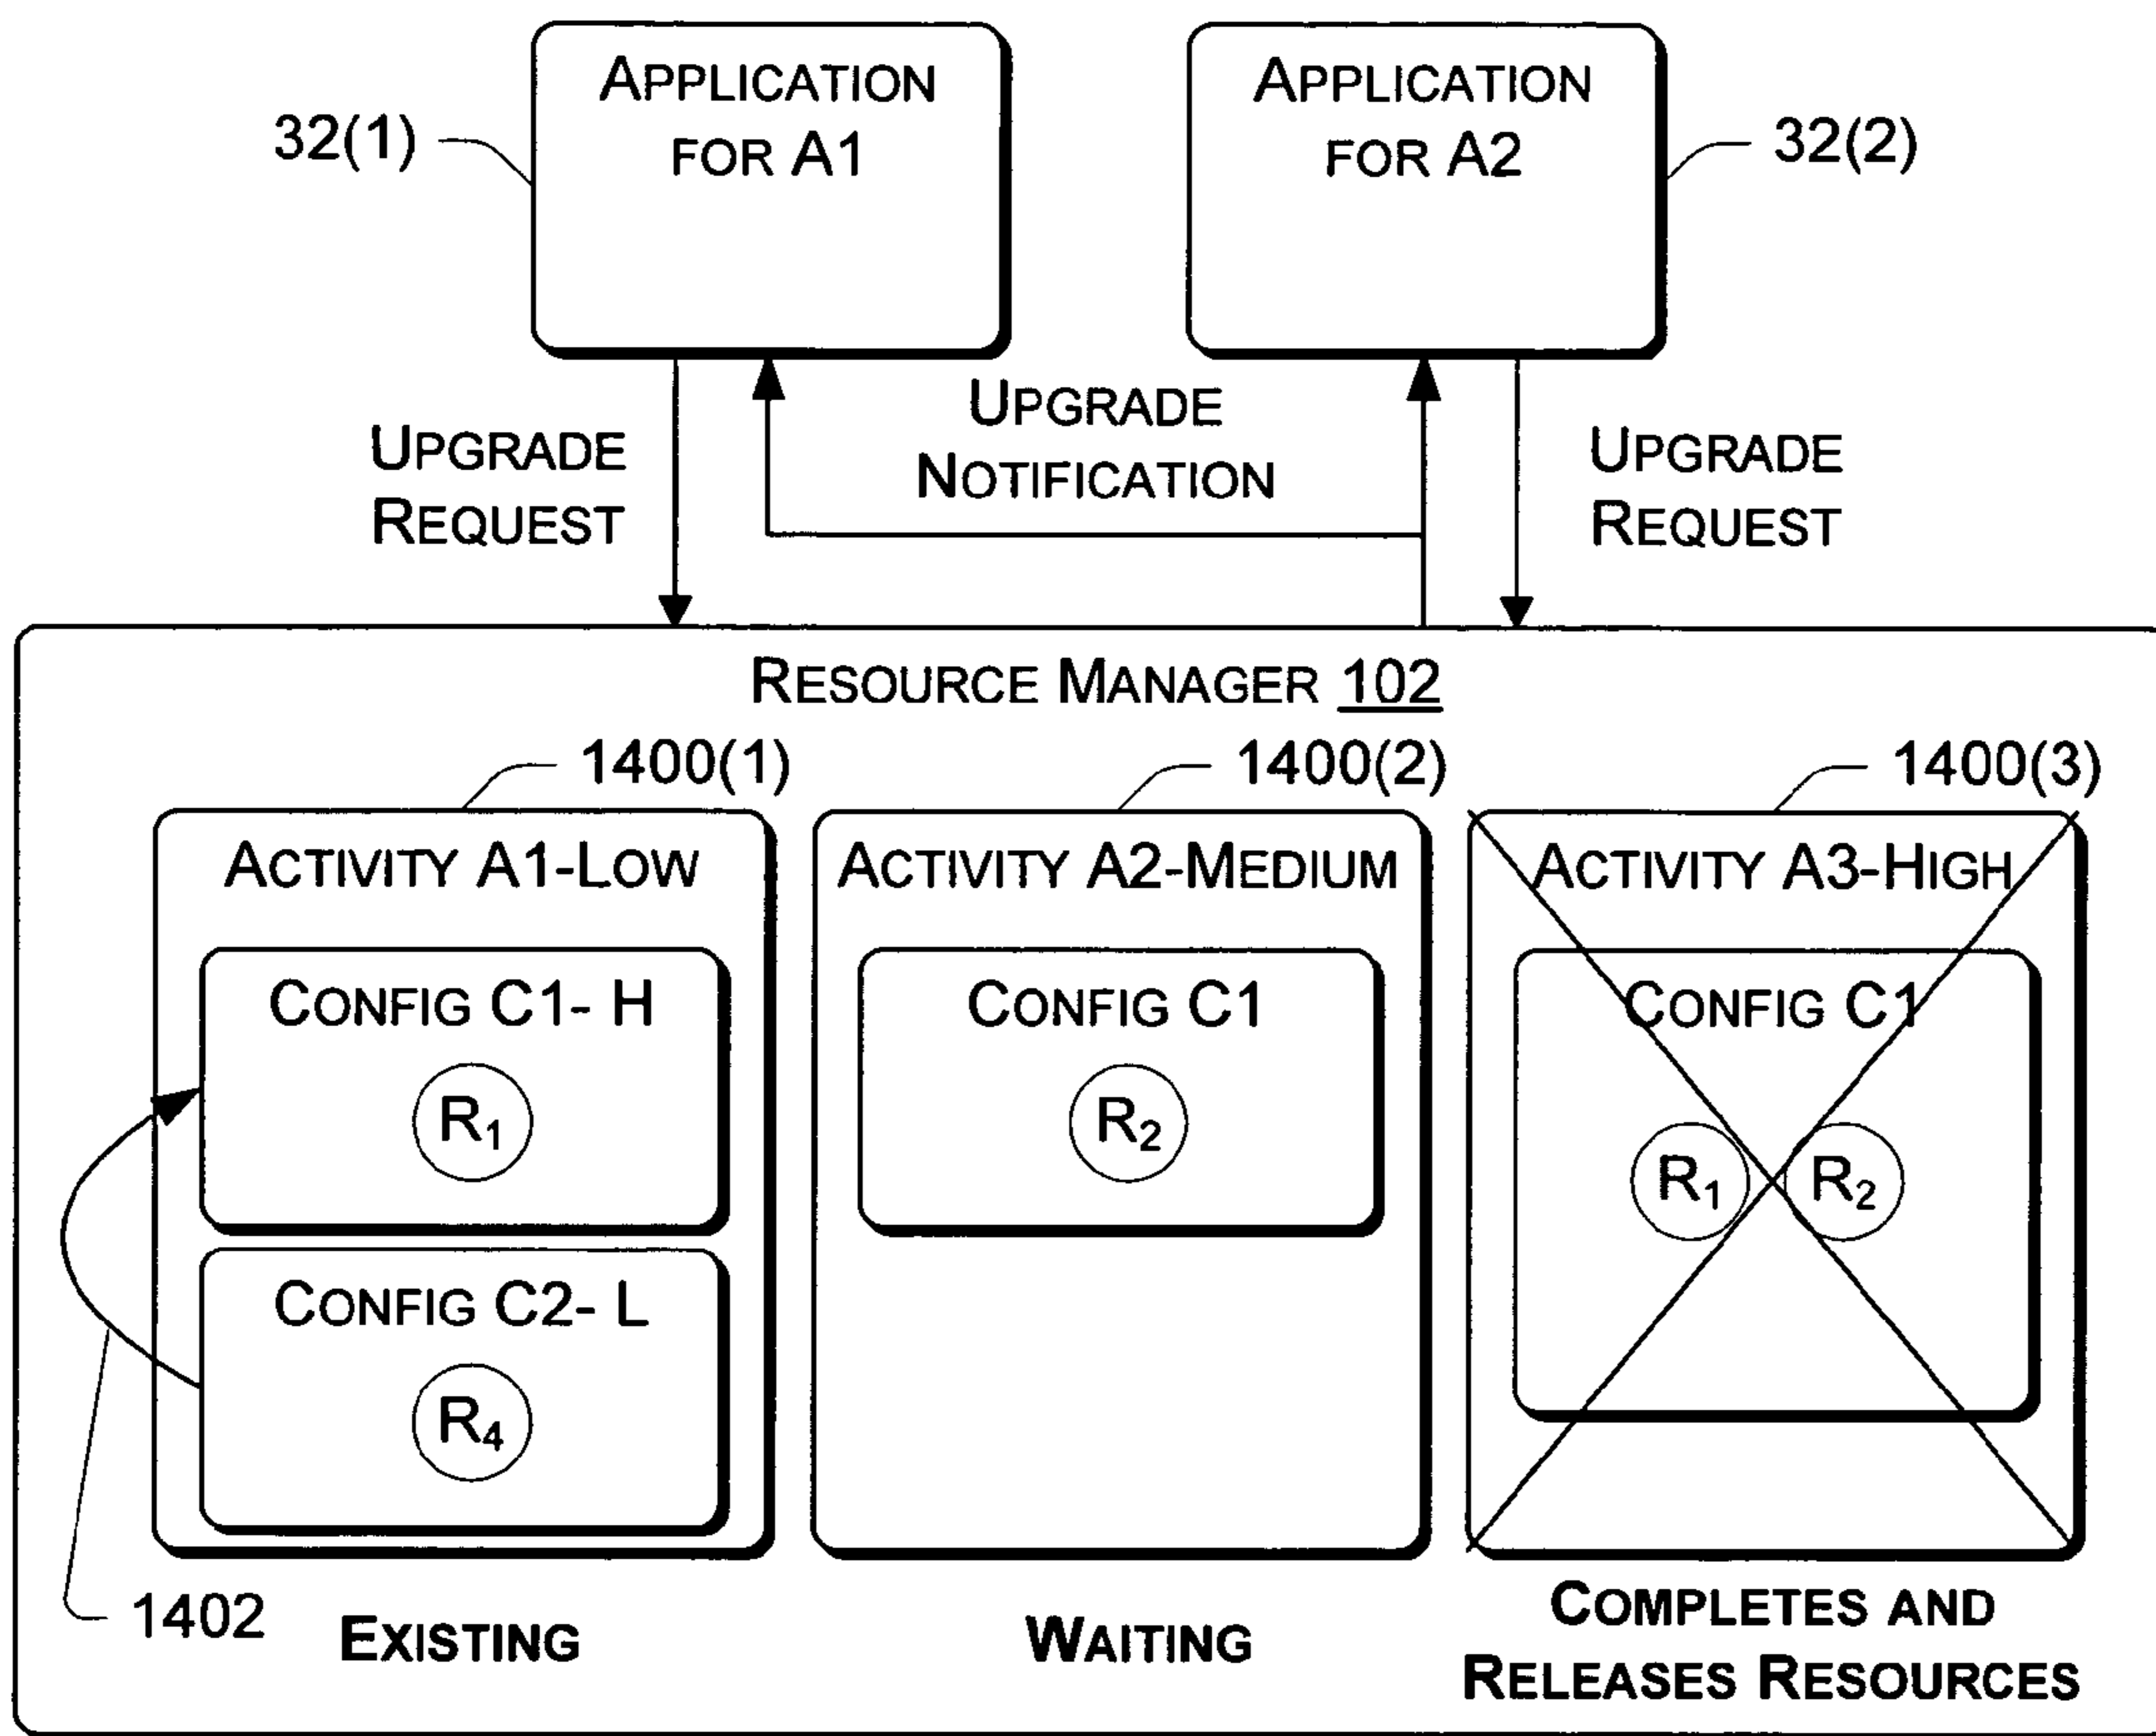 APPLICATION
FOR A1
APPLICATION
FOR A2
32(1)
32(2)
UPGRADE
REQUEST
UPGRADE
NOTIFICATION
UPGRADE
REQUEST
RESOURCE MANAGER 102
1400(1)
1400(2)
1400(3)
ACTIVITY A1-LOW
CONFIG C1- H
R1
CONFIG C2- L
R4
ACTIVITY A2-MEDIUM
CONFIG C1
R2
ACTIVITY A3-HIGH
CONFIG C1
R1 R2
1402
EXISTING
WAITING
COMPLETES AND
RELEASES RESOURCES